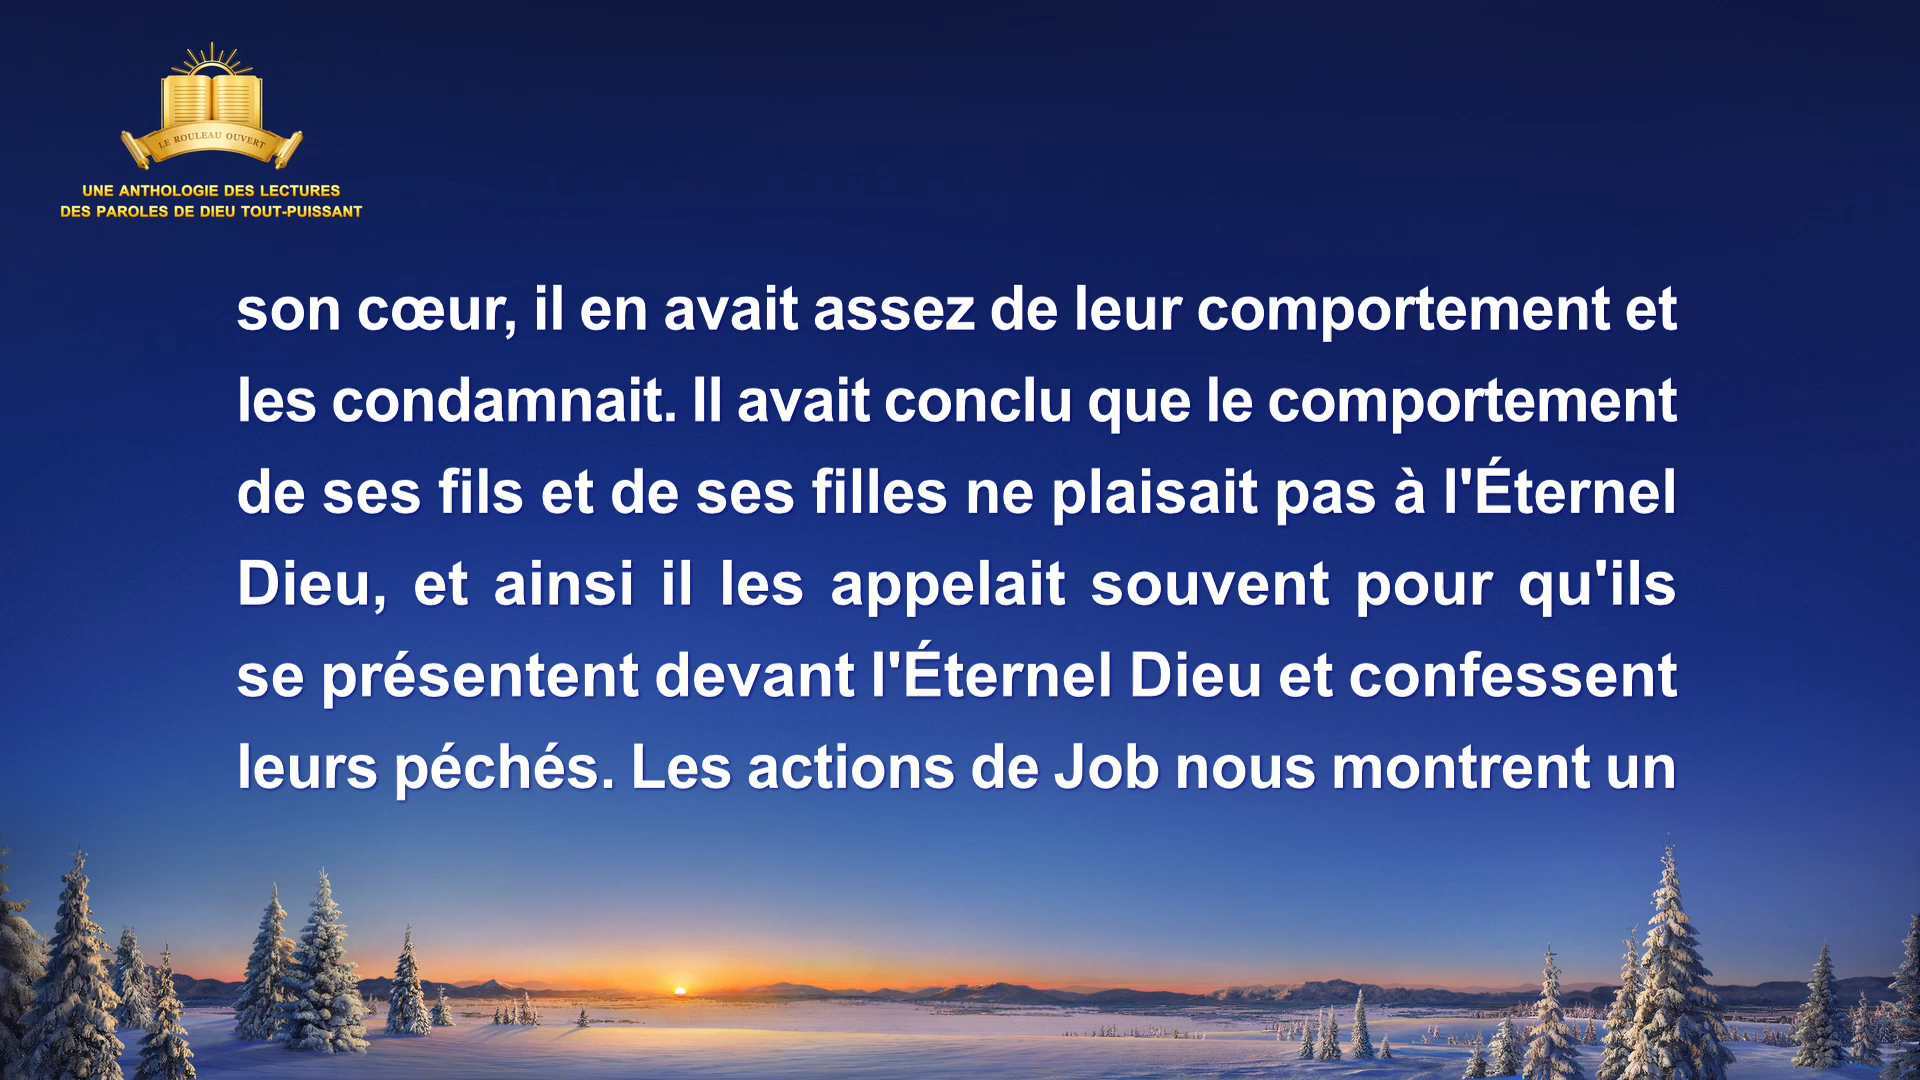 LE ROULEAU OUVERT
UNE ANTHOLOGIE DES LECTURES
DES PAROLES DE DIEU TOUT-PUISSANT
son cœur, il en avait assez de leur comportement et
les condamnait. Il avait conclu que le comportement
de ses fils et de ses filles ne plaisait pas à l'Éternel
Dieu, et ainsi il les appelait souvent pour qu'ils
se présentent devant l'Éternel Dieu et confessent
leurs péchés. Les actions de Job nous montrent un